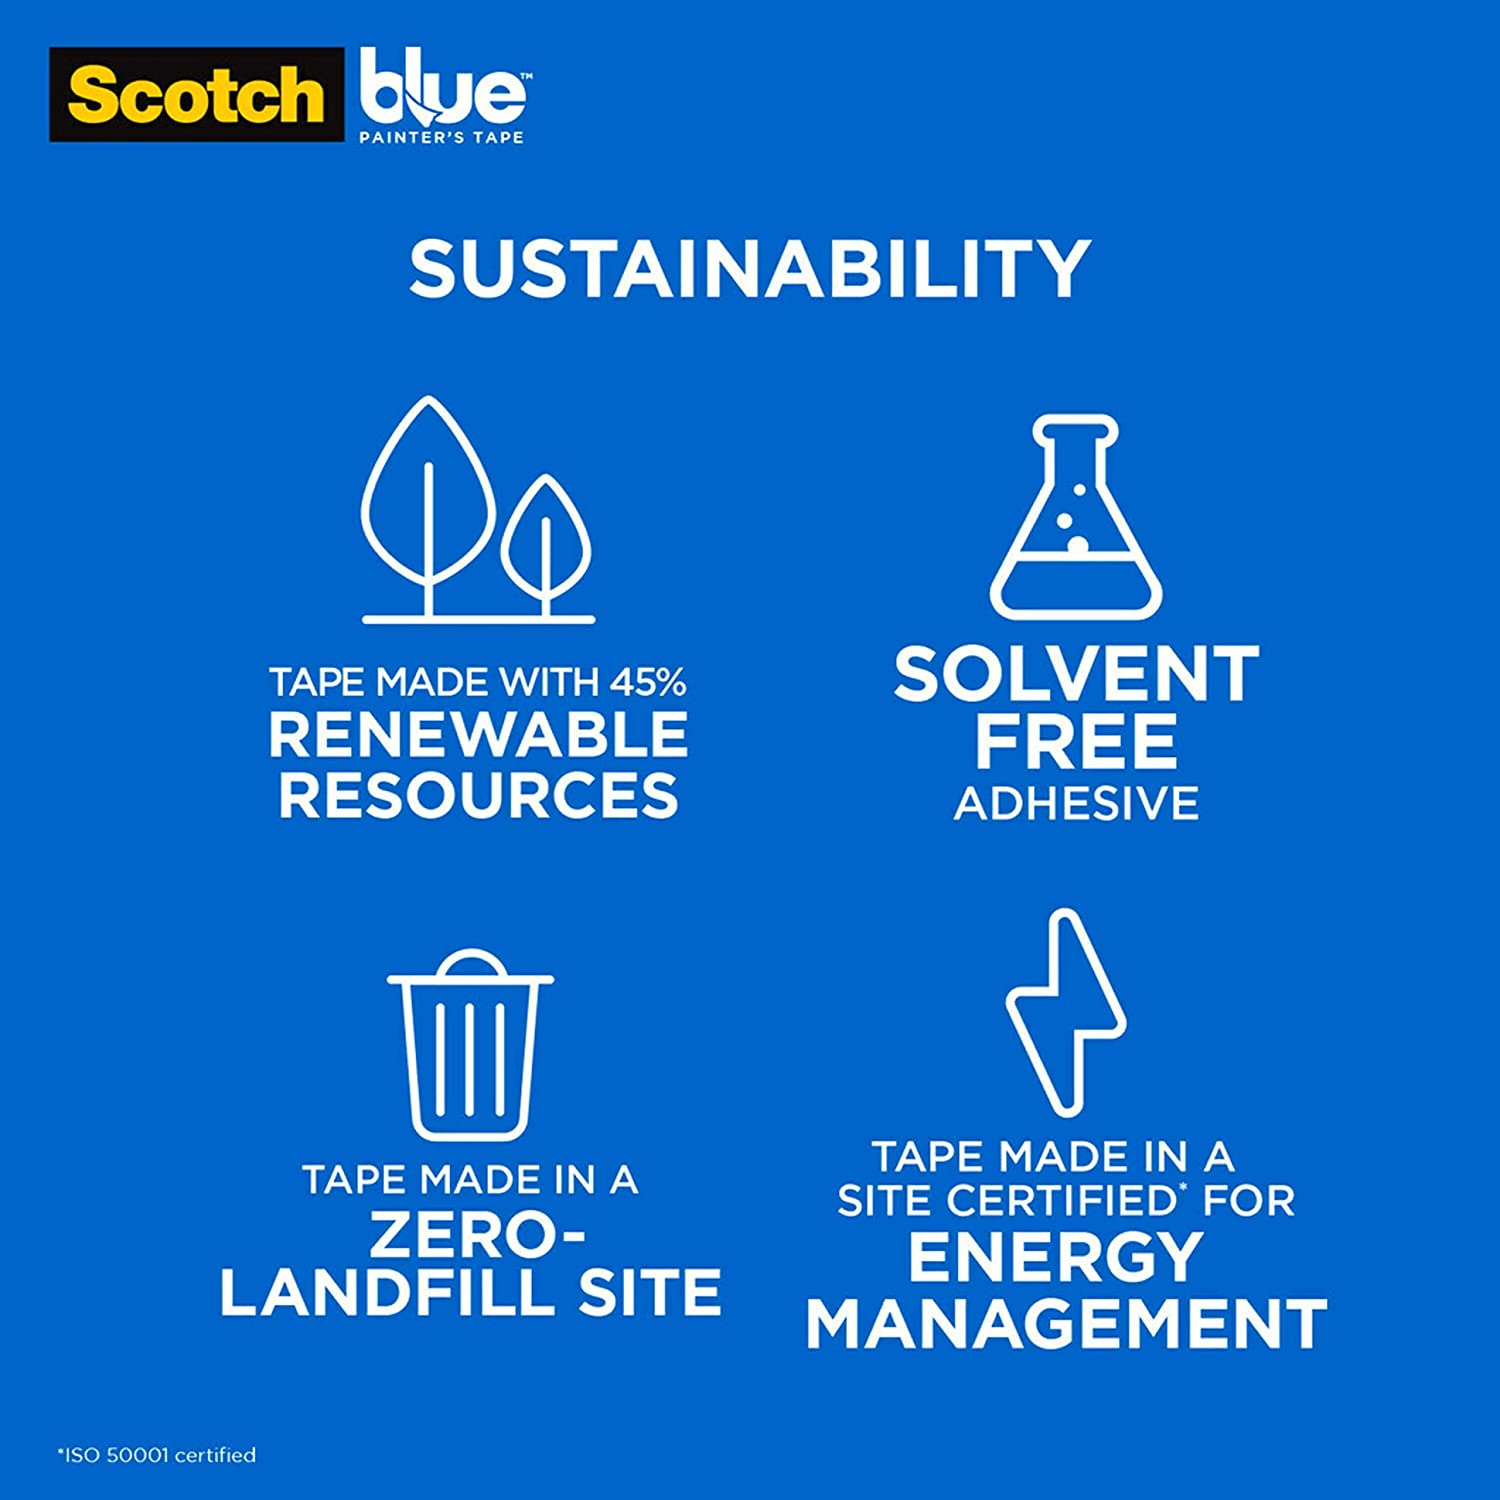 Scotch blue™
PAINTER'S TAPE
SUSTAINABILITY
TAPE MADE WITH 45%
RENEWABLE
RESOURCES
SOLVENT
FREE
ADHESIVE
TAPE MADE IN A
ZERO-
LANDFILL SITE
TAPE MADE IN A
SITE CERTIFIED* FOR
ENERGY
MANAGEMENT
*ISO 50001 certified